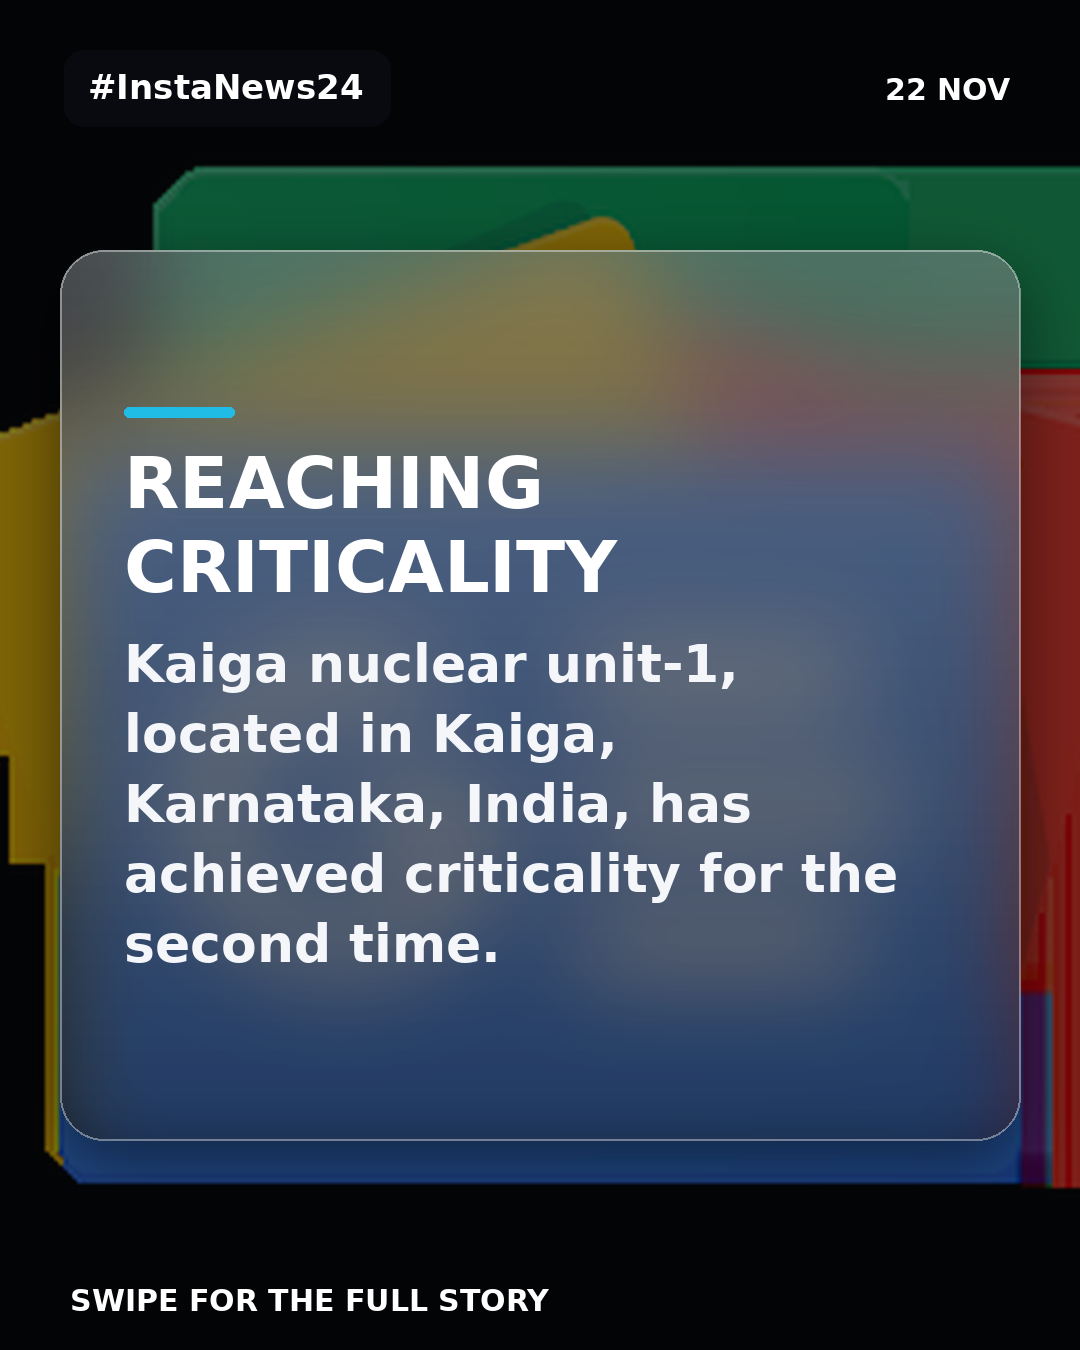 #InstaNews24
22 NOV
REACHING
CRITICALITY
Kaiga nuclear unit-1,
located in Kaiga,
Karnataka, India, has
achieved criticality for the
second time.
SWIPE FOR THE FULL STORY